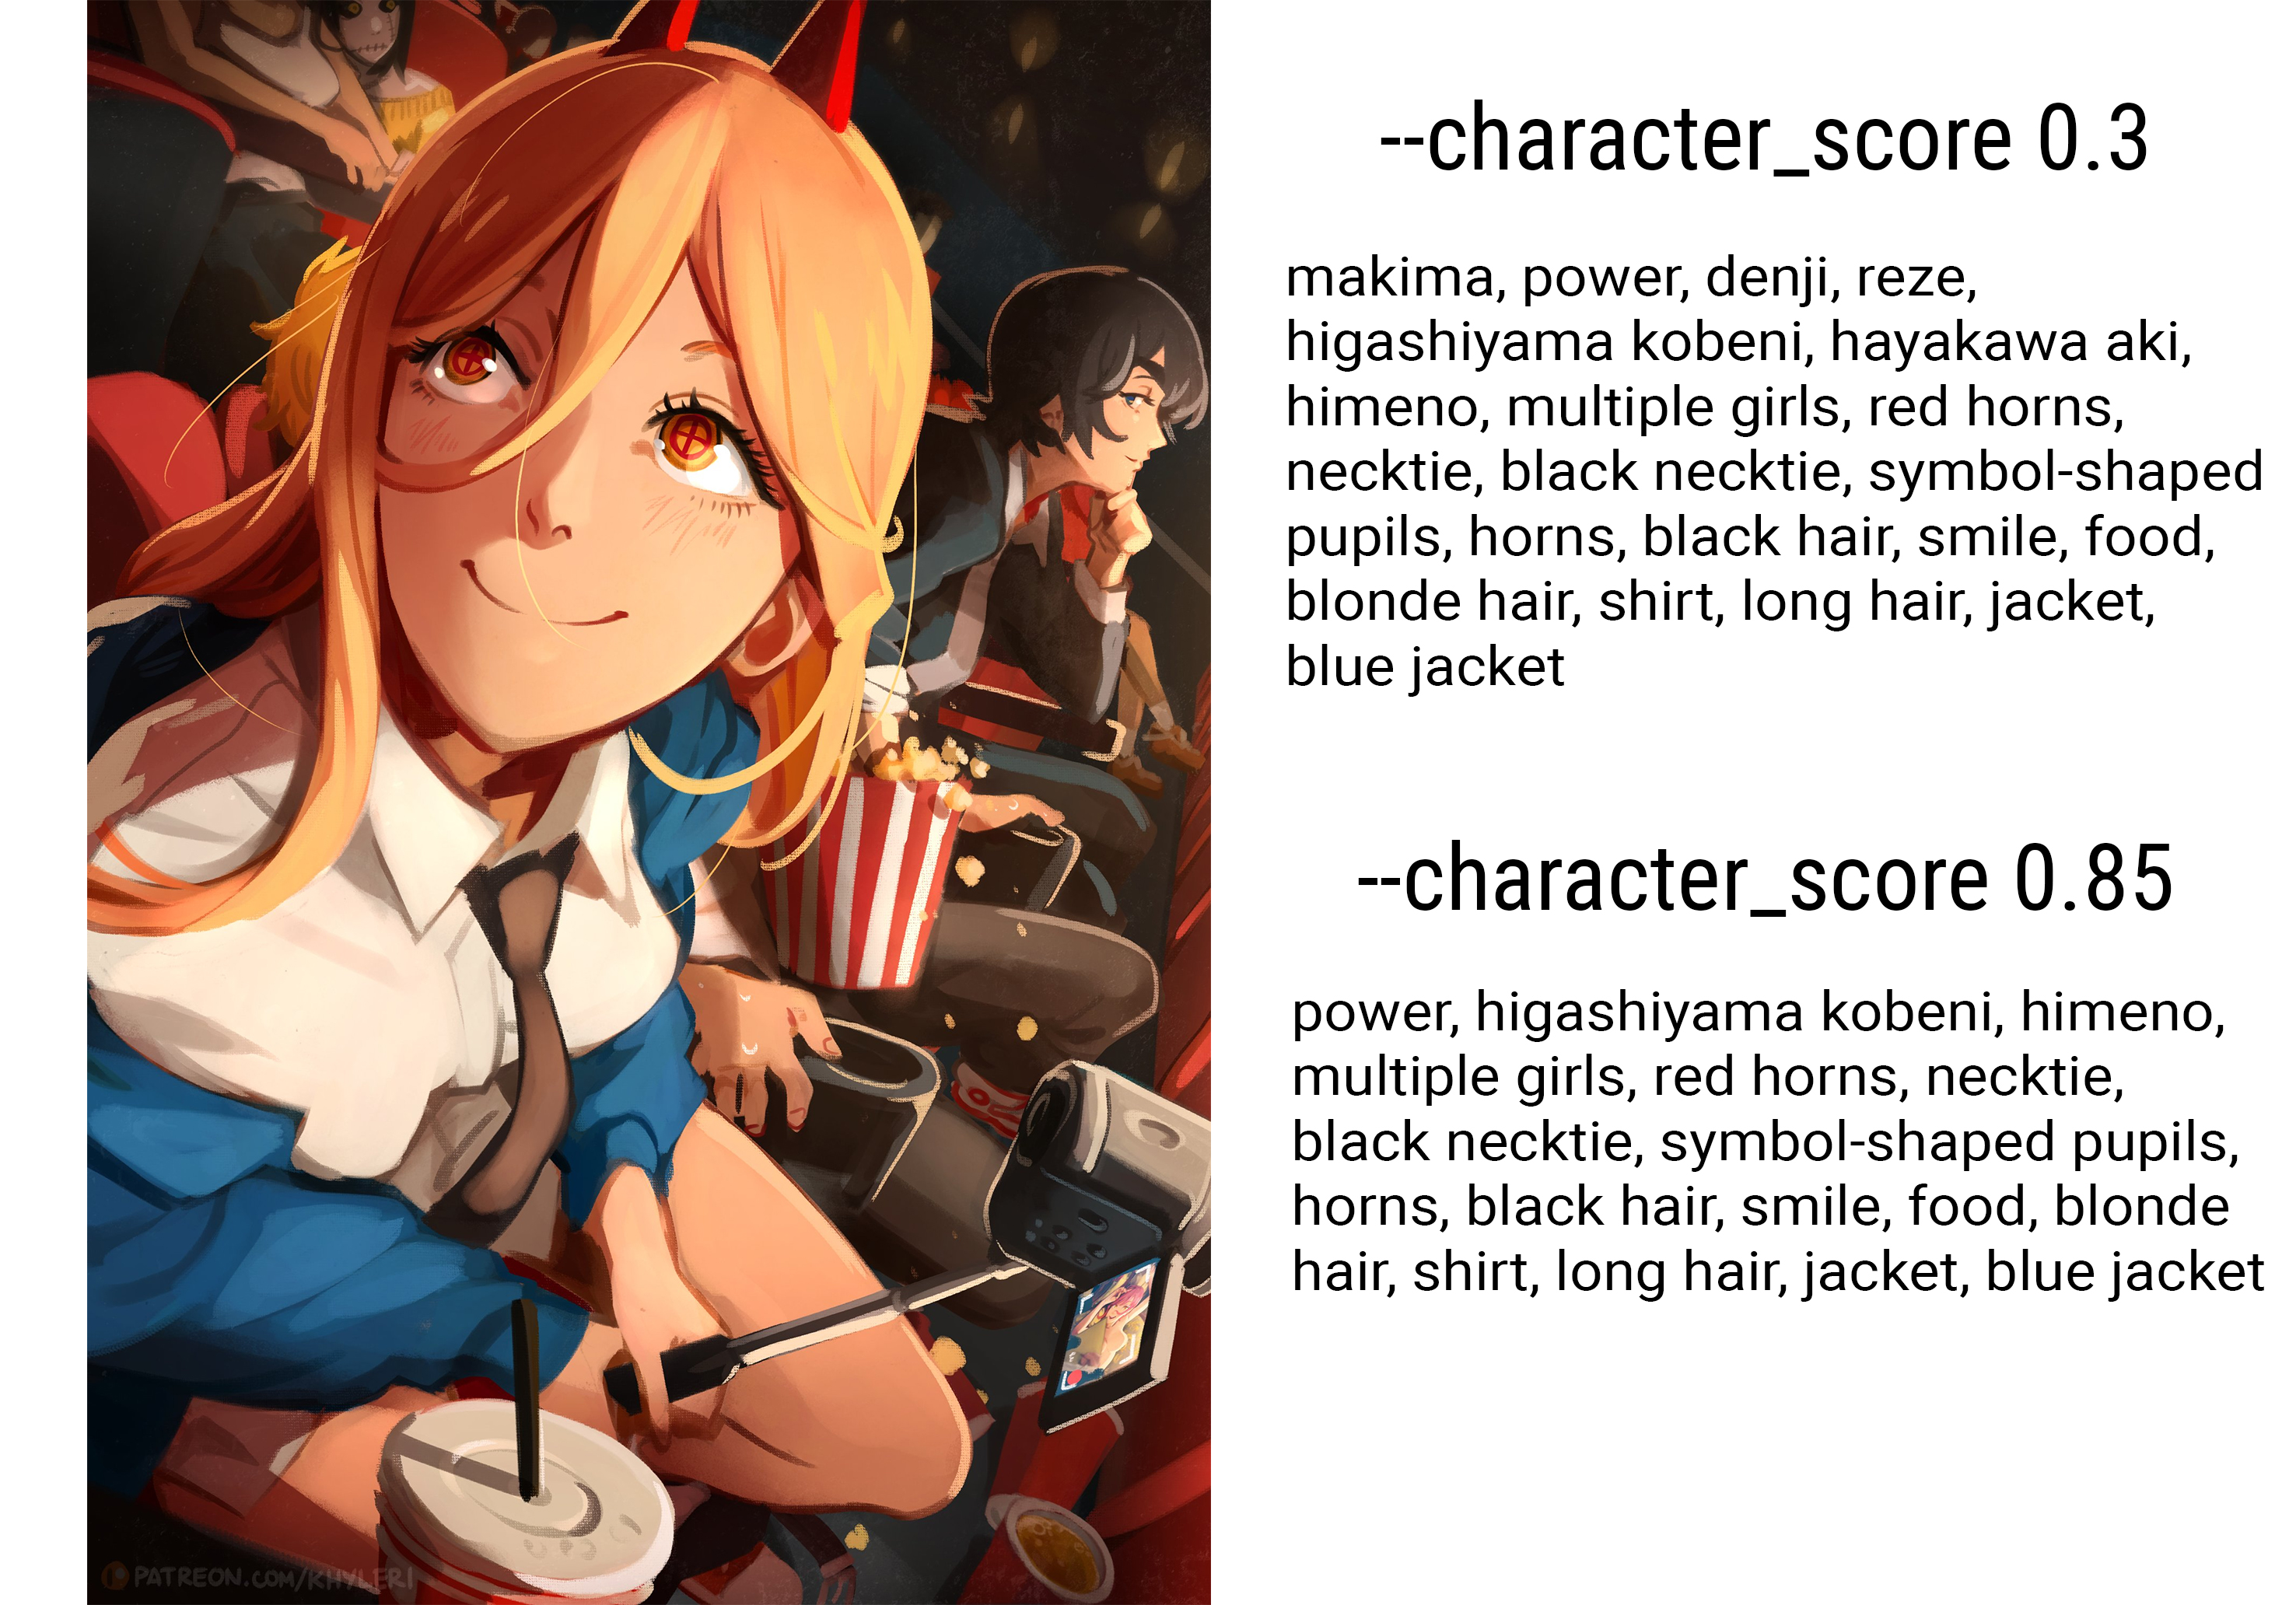 --character_score 0.3
makima, power, denji, reze,
higashiyama kobeni, hayakawa aki,
himeno, multiple girls, red horns,
necktie, black necktie, symbol-shaped
pupils, horns, black hair, smile, food,
blonde hair, shirt, long hair, jacket,
blue jacket
--character_score 0.85
power, higashiyama kobeni, himeno,
multiple girls, red horns, necktie,
black necktie, symbol-shaped pupils,
horns, black hair, smile, food, blonde
hair, shirt, long hair, jacket, blue jacket
PATREON.COM/KHYLERI